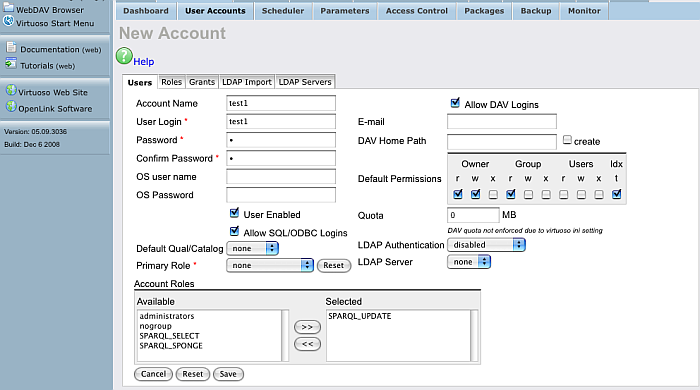 WebDAV Browser
Virtuoso Start Menu
Documentation (web)
Tutorials (web)
Virtuoso Web Site
OpenLink Software
Version: 05.09.3036
Build: Dec 6 2008
Dashboard User Accounts Scheduler Parameters Access Control Packages Backup Monitor
New Account
? Help
Users Roles Grants LDAP Import LDAP Servers
Account Name test1 Allow DAV Logins
User Login * test1 E-mail
Password * • DAV Home Path create
Confirm Password * •
Owner Group Users Idx
OS user name Default Permissions r w x r w x r w x t
OS Password
User Enabled Quota 0 MB
DAV quota not enforced due to virtuoso ini setting
Allow SQL/ODBC Logins
Default Qual/Catalog none LDAP Authentication disabled
Primary Role * none Reset LDAP Server none
Account Roles
Available Selected
administrators SPARQL_UPDATE
nogroup
SPARQL_SELECT
SPARQL_SPONGE
>>
<<
Cancel Reset Save